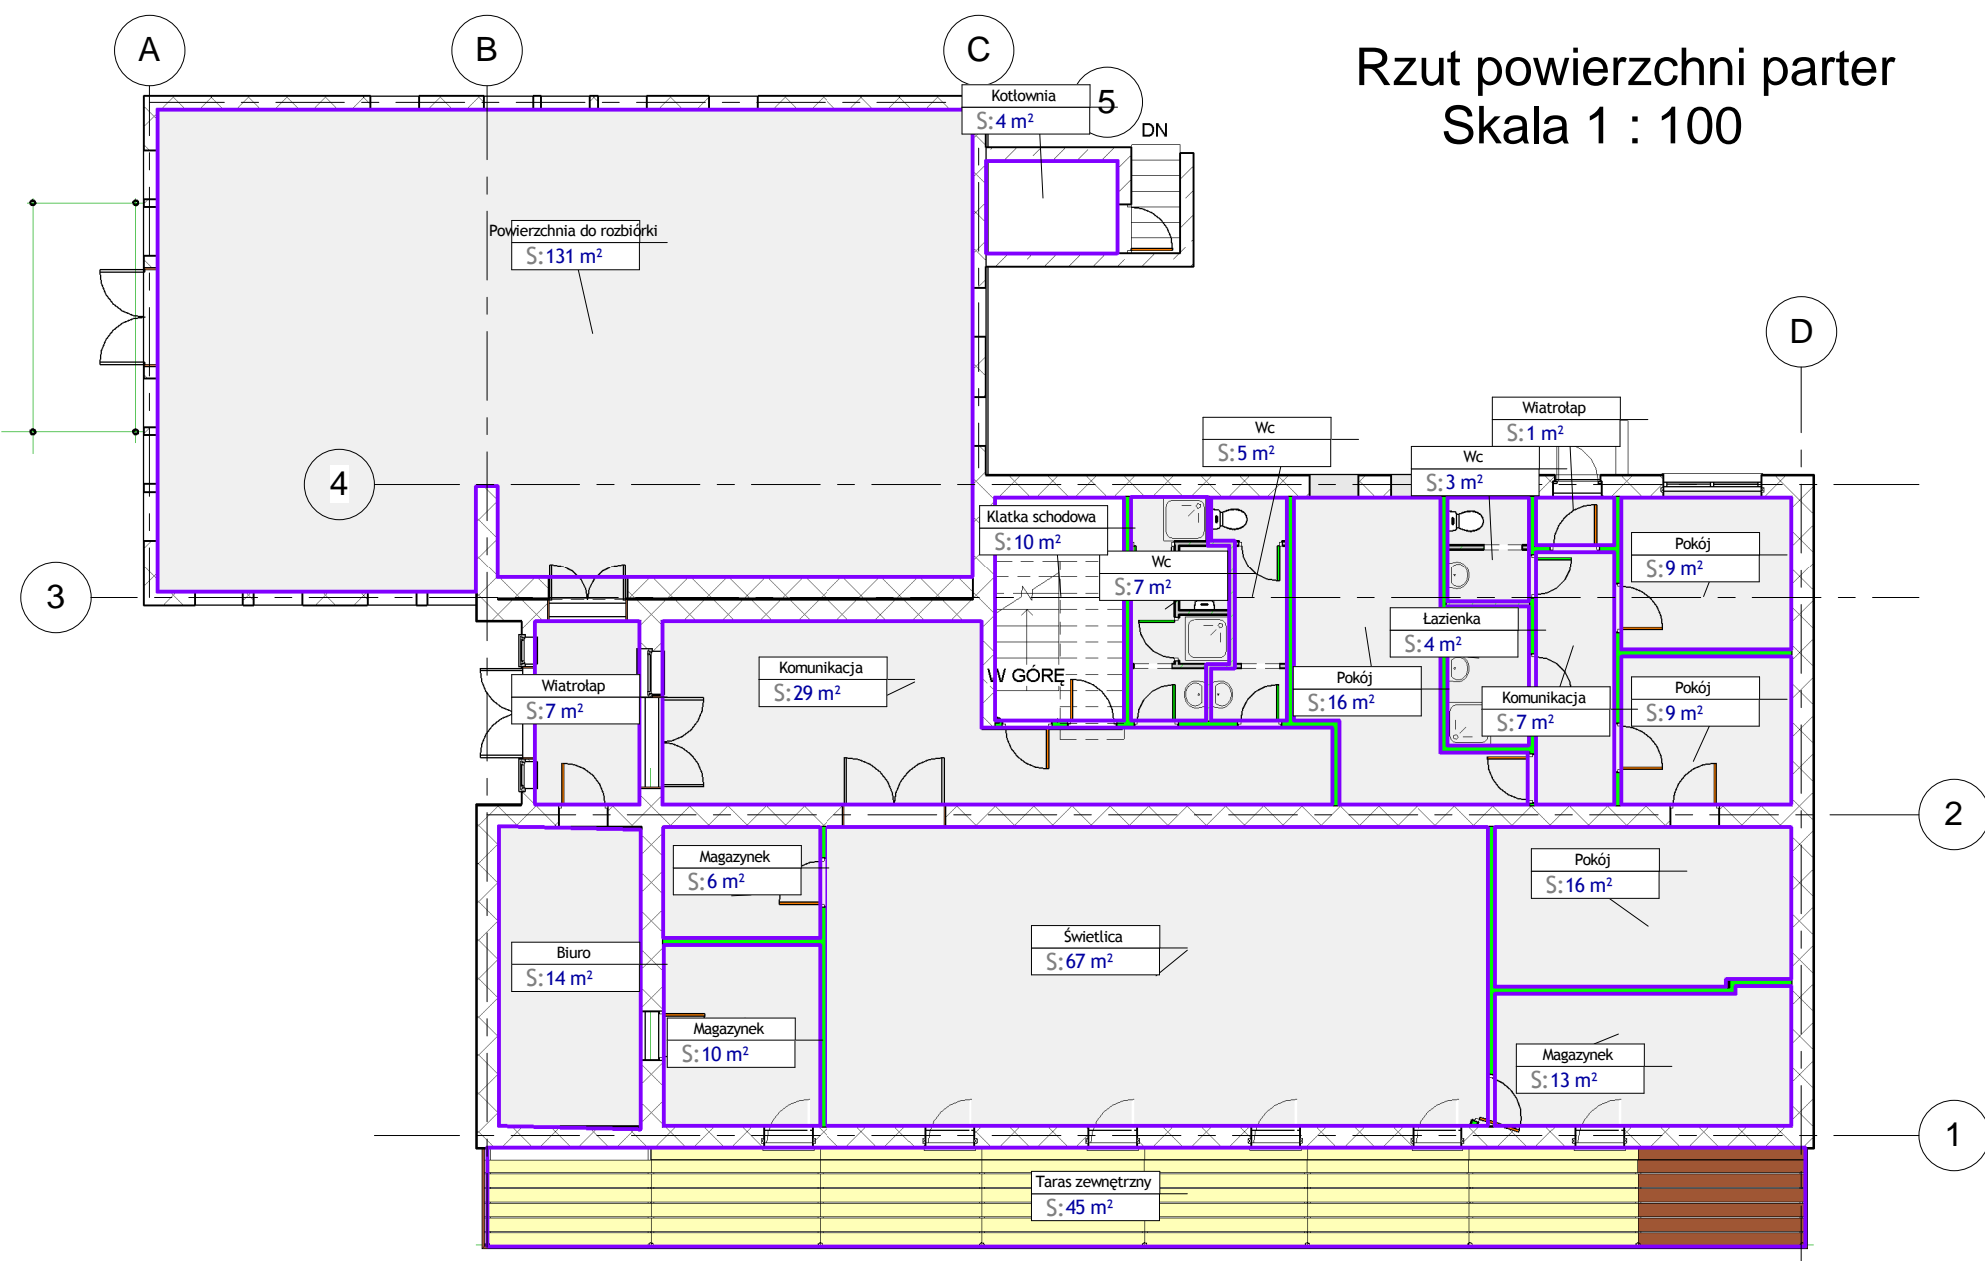 A
B
C
Rzut powierzchni parter
Skala 1 : 100
Kotłownia
S: 4 m²
5
DN
Powierzchnia do rozbiórki
S: 131 m²
D
Wiatrołap
S: 1 m²
Wc
S: 5 m²
Wc
S: 3 m²
4
Klatka schodowa
S: 10 m²
Pokój
S: 9 m²
Wc
S: 7 m²
3
Łazienka
S: 4 m²
W GÓRĘ
Komunikacja
S: 29 m²
Wiatrołap
S: 7 m²
Pokój
S: 16 m²
Komunikacja
S: 7 m²
Pokój
S: 9 m²
2
Magazynek
S: 6 m²
Pokój
S: 16 m²
Świetlica
S: 67 m²
Biuro
S: 14 m²
Magazynek
S: 10 m²
Magazynek
S: 13 m²
1
Taras zewnętrzny
S: 45 m²